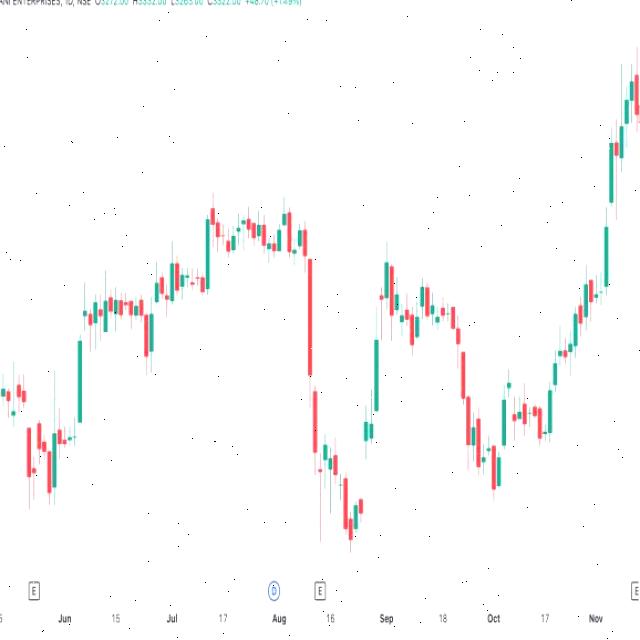 ANI ENTERPRISES, 1D, NSE O3272.00 H3332.00 L3263.00 C3322.00 +48.70 (+1.49%)
E D E E
Jun 15 Jul 17 Aug 16 Sep 18 Oct 17 Nov